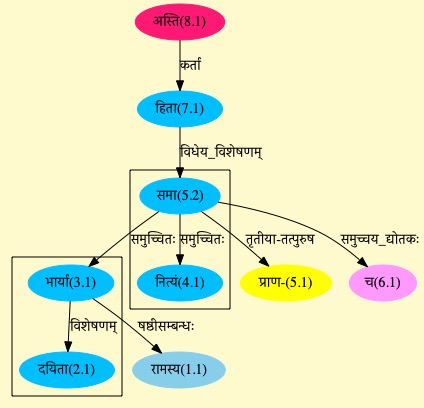 अस्ति(8.1)
कर्ता
हिता(7.1)
विधेय_विशेषणम्
समा(5.2)
समुच्चितः समुच्चितः तृतीया-तत्पुरुष समुच्चय_द्योतकः
भार्या(3.1) नित्यं(4.1) प्राण-(5.1) च(6.1)
विशेषणम् षष्ठीसम्बन्धः
दयिता(2.1) रामस्य(1.1)